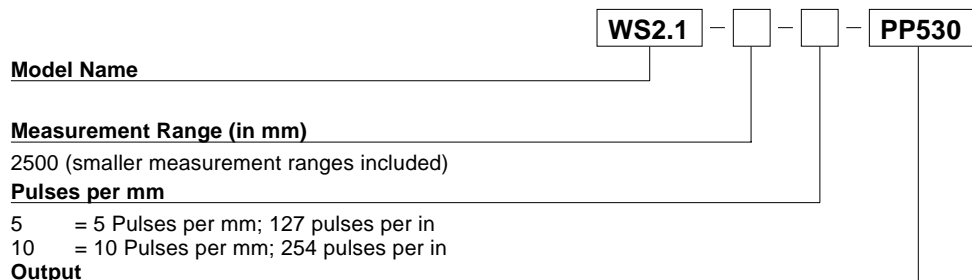 WS2.1 - - - PP530
Model Name
Measurement Range (in mm)
2500 (smaller measurement ranges included)
Pulses per mm
5 = 5 Pulses per mm; 127 pulses per in
10 = 10 Pulses per mm; 254 pulses per in
Output